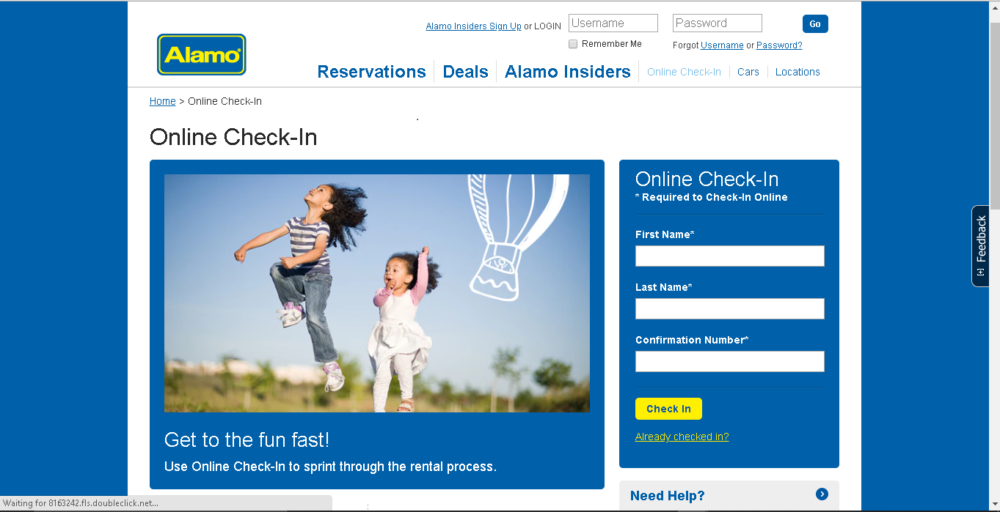 Alamo Insiders Sign Up or LOGIN
Username
Password
Go
Remember Me
Forgot Username or Password?
Alamo®
Reservations
Deals
Alamo Insiders
Online Check-In
Cars
Locations
Home > Online Check-In
.
Online Check-In
Get to the fun fast!
Use Online Check-In to sprint through the rental process.
Online Check-In
* Required to Check-In Online
First Name*
Last Name*
Confirmation Number*
Check In
Already checked in?
Need Help?
Feedback
Waiting for 8163242.fls.doubleclick.net...